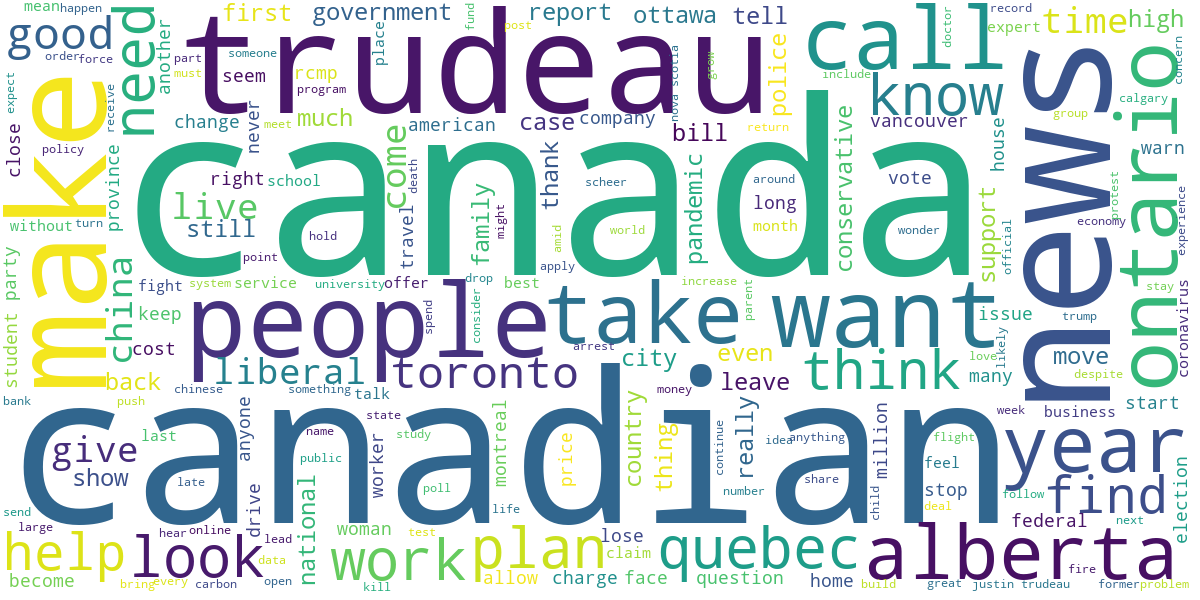 mean happen
good
order force
first
government
report
ottawa
tell
record
expert
time high
trudeau
call
make
need
another
part
must
someone
seem
rcmp
program
place
fund
post
nova scotia
grow
police
include
doctor
know
news
ontario
concern
calgary
group
warn
expect
close
policy
receive
change
never
meet
much
american
case
company
bill
return
vancouver
house
canada
right
school
live
still
hold
point
come
travel
death
family
might
thank
amid
scheer
world
pandemic
around
long
month
conservative
vote
wonder
support
official
protest
economy
experience
without turn
province
student party
china
fight
keep
cost
back
system service
university offer
drop
best
apply
increase
parent
people
take
want
issue
stay
trump
coronavirus
spend
consider
arrest
city
even
think
likely
love
many
move
despite
liberal
toronto
leave
money
chinese
something talk
bank
push
week
business
start
canadian
give
show
last
late
anyone
name
public
state
worker
study
poll
montreal
life
price
country
thing
continue
number
really
idea
anything
share
million
child
flight
feel
stop
deal
year
find
follow
next
election
federal
send
large
help
become
look
hear online
bring every carbon
drive
lead
data
open
national
woman
work
kill
test
plan
allow
lose
claim
charge face
quebec
question
home
build
alberta
great justin trudeau
fire
former problem